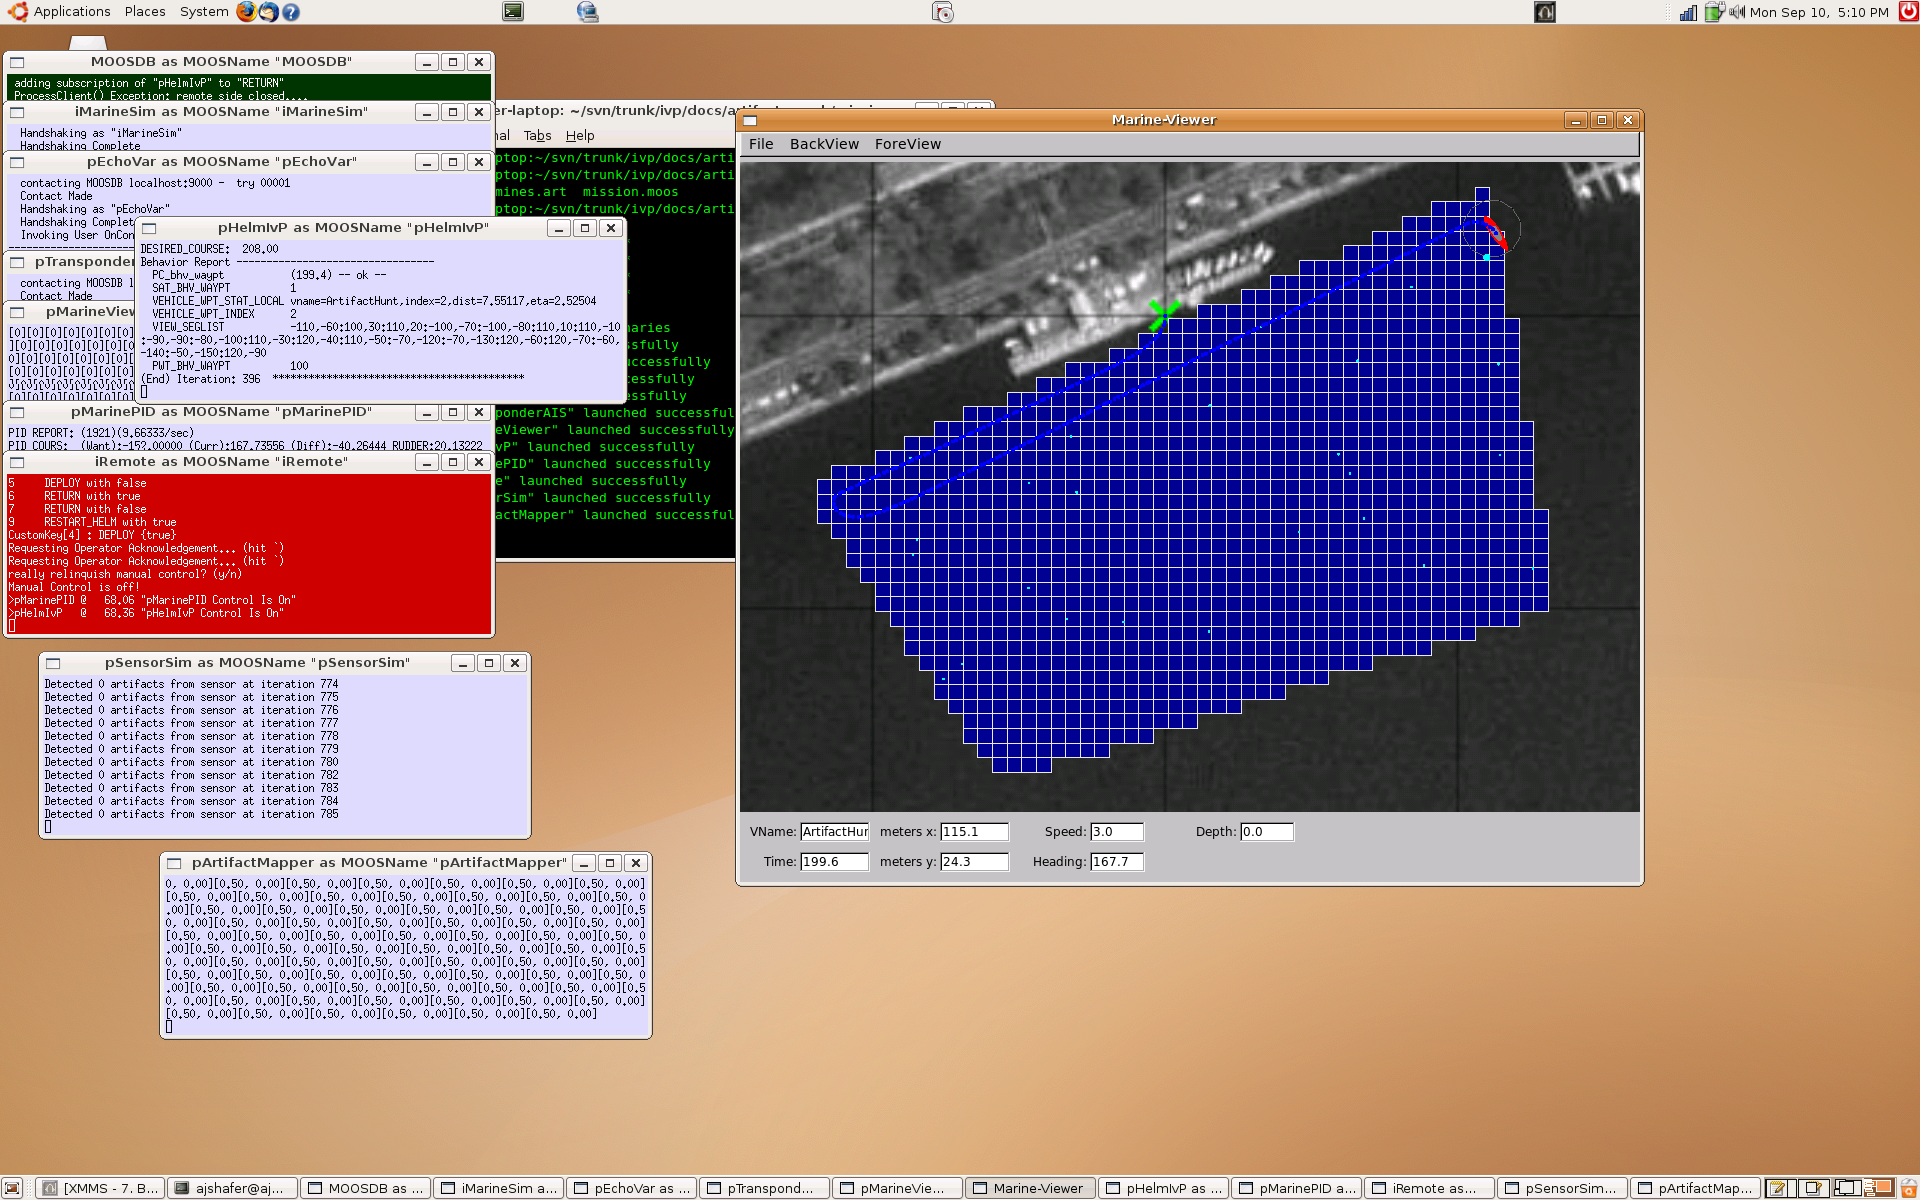 Applications Places System
Mon Sep 10, 5:10 PM
MOOSDB as MOOSName "MOOSDB"
adding subscription of "pHelmIvP" to "RETURN"
ProcessClient() Exception: remote side closed....
iMarineSim as MOOSName "iMarineSim"
Handshaking as "iMarineSim"
Handshaking Complete
pEchoVar as MOOSName "pEchoVar"
contacting MOOSDB localhost:9000 - try 00001
Contact Made
Handshaking as "pEchoVar"
Handshaking Complet
Invoking User OnCon
pTransponder
contacting MOOSDB l
Contact Made
pMarineView
pHelmIvP as MOOSName "pHelmIvP"
DESIRED_COURSE: 208.00
Behavior Report ---------------------------------
PC_bhv_waypt (199.4) -- ok --
SAT_BHV_WAYPT 1
VEHICLE_WPT_STAT_LOCAL vname=ArtifactHunt,index=2,dist=7.55117,eta=2.52504
VEHICLE_WPT_INDEX 2
VIEW_SEGLIST -110,-60:100,30:110,20:-100,-70:-100,-80:110,10:110,-10
:-90,-90:-80,-100:110,-30:120,-40:110,-50:-70,-120:-70,-130:120,-60:120,-70:-60,
-140:-50,-150:120,-90
PWT_BHV_WAYPT 100
(End) Iteration: 396 ******************************************
pMarinePID as MOOSName "pMarinePID"
PID REPORT: (1921)(9.66333/sec)
PID COURS: (Want):-152.00000 (Curr):167.73556 (Diff):-40.26444 RUDDER:20.13222
iRemote as MOOSName "iRemote"
5 DEPLOY with false
6 RETURN with true
7 RETURN with false
9 RESTART_HELM with true
CustomKey[4] : DEPLOY {true}
Requesting Operator Acknowledgement... (hit `)
Requesting Operator Acknowledgement... (hit `)
really relinquish manual control? (y/n)
Manual Control is off!
>pMarinePID @ 68.06 "pMarinePID Control Is On"
>pHelmIvP @ 68.36 "pHelmIvP Control Is On"
er-laptop: ~/svn/trunk/ivp/docs/a
nal Tabs Help
ptop:~/svn/trunk/ivp/docs/arti
ptop:~/svn/trunk/ivp/docs/arti
mines.art mission.moos
ptop:~/svn/trunk/ivp/docs/arti
naries
sfully
ccessfully
essfully
sfully
ponderAIS" launched successful
eViewer" launched successfully
vP" launched successfully
ePID" launched successfully
e" launched successfully
rSim" launched successfully
actMapper" launched successful
pSensorSim as MOOSName "pSensorSim"
Detected 0 artifacts from sensor at iteration 774
Detected 0 artifacts from sensor at iteration 775
Detected 0 artifacts from sensor at iteration 776
Detected 0 artifacts from sensor at iteration 777
Detected 0 artifacts from sensor at iteration 778
Detected 0 artifacts from sensor at iteration 779
Detected 0 artifacts from sensor at iteration 780
Detected 0 artifacts from sensor at iteration 782
Detected 0 artifacts from sensor at iteration 783
Detected 0 artifacts from sensor at iteration 784
Detected 0 artifacts from sensor at iteration 785
pArtifactMapper as MOOSName "pArtifactMapper"
0, 0.00][0.50, 0.00][0.50, 0.00][0.50, 0.00][0.50, 0.00][0.50, 0.00][0.50, 0.00]
[0.50, 0.00][0.50, 0.00][0.50, 0.00][0.50, 0.00][0.50, 0.00][0.50, 0.00][0.50, 0
.00][0.50, 0.00][0.50, 0.00][0.50, 0.00][0.50, 0.00][0.50, 0.00][0.50, 0.00][0.5
0, 0.00][0.50, 0.00][0.50, 0.00][0.50, 0.00][0.50, 0.00][0.50, 0.00][0.50, 0.00]
[0.50, 0.00][0.50, 0.00][0.50, 0.00][0.50, 0.00][0.50, 0.00][0.50, 0.00][0.50, 0
.00][0.50, 0.00][0.50, 0.00][0.50, 0.00][0.50, 0.00][0.50, 0.00][0.50, 0.00][0.5
0, 0.00][0.50, 0.00][0.50, 0.00][0.50, 0.00][0.50, 0.00][0.50, 0.00][0.50, 0.00]
[0.50, 0.00][0.50, 0.00][0.50, 0.00][0.50, 0.00][0.50, 0.00][0.50, 0.00][0.50, 0
.00][0.50, 0.00][0.50, 0.00][0.50, 0.00][0.50, 0.00][0.50, 0.00][0.50, 0.00][0.5
0, 0.00][0.50, 0.00][0.50, 0.00][0.50, 0.00][0.50, 0.00][0.50, 0.00][0.50, 0.00]
[0.50, 0.00][0.50, 0.00][0.50, 0.00][0.50, 0.00][0.50, 0.00][0.50, 0.00]
Marine-Viewer
File BackView ForeView
VName: ArtifactHur meters x: 115.1 Speed: 3.0 Depth: 0.0
Time: 199.6 meters y: 24.3 Heading: 167.7
[XMMS - 7. B... ajshafer@aj... MOOSDB as ... iMarineSim a... pEchoVar as ... pTranspond... pMarineVie... Marine-Viewer pHelmIvP as ... pMarinePID a... iRemote as... pSensorSim... pArtifactMap...